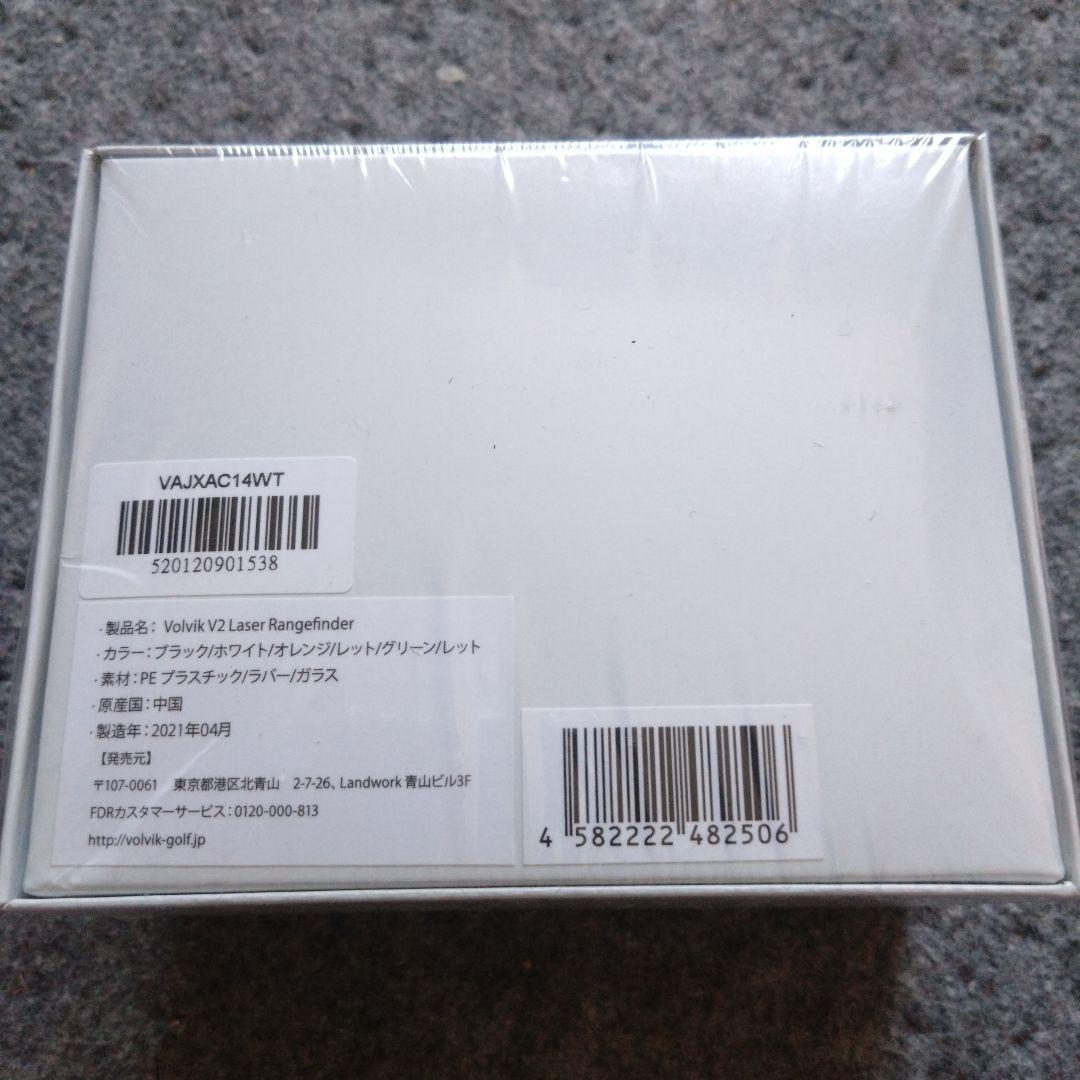 VAJXAC14WT
520120901538
・製品名： Volvik V2 Laser Rangefinder
・カラー：ブラック/ホワイト/オレンジ/レット/グリーン/レット
・素材：PE プラスチック/ラバー/ガラス
・原産国：中国
・製造年：2021年04月
【発売元】
〒107-0061 東京都港区北青山 2-7-26、Landwork 青山ビル3F
FDRカスタマーサービス：0120-000-813
http://volvik-golf.jp
4 582222 482506